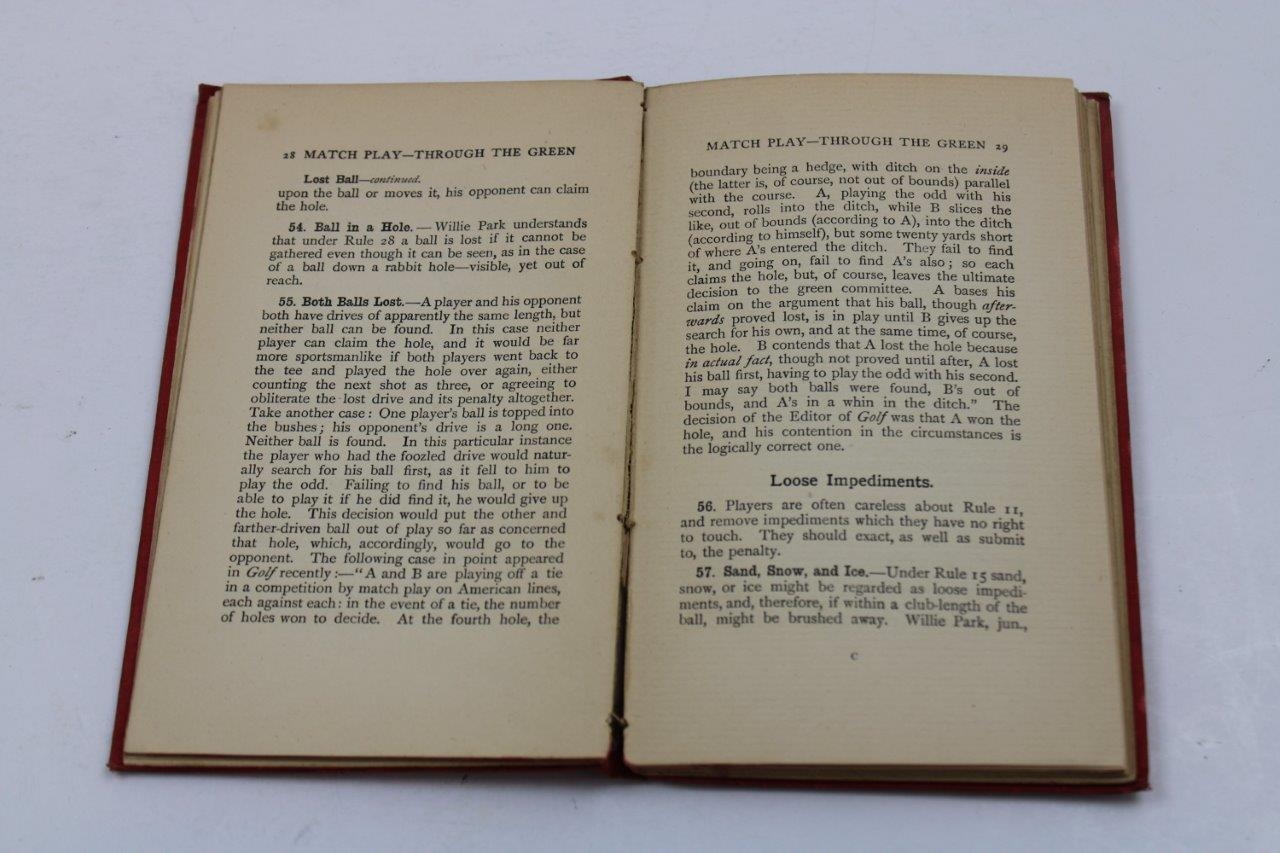 28 MATCH PLAY—THROUGH THE GREEN
Lost Ball—continued.
upon the ball or moves it, his opponent can claim
the hole.
54. Ball in a Hole.—Willie Park understands
that under Rule 28 a ball is lost if it cannot be
gathered even though it can be seen, as in the case
of a ball down a rabbit hole—visible, yet out of
reach.
55. Both Balls Lost.—A player and his opponent
both have drives of apparently the same length, but
neither ball can be found. In this case neither
player can claim the hole, and it would be far
more sportsmanlike if both players went back to
the tee and played the hole over again, either
counting the next shot as three, or agreeing to
obliterate the lost drive and its penalty altogether.
Take another case: One player's ball is topped into
the bushes; his opponent's drive is a long one.
Neither ball is found. In this particular instance
the player who had the foozled drive would natur-
ally search for his ball first, as it fell to him to
play the odd. Failing to find his ball, or to be
able to play it if he did find it, he would give up
the hole. This decision would put the other and
farther-driven ball out of play so far as concerned
that hole, which, accordingly, would go to the
opponent. The following case in point appeared
in Golf recently:—"A and B are playing off a tie
in a competition by match play on American lines,
each against each: in the event of a tie, the number
of holes won to decide. At the fourth hole, the
MATCH PLAY—THROUGH THE GREEN 29
boundary being a hedge, with ditch on the inside
(the latter is, of course, not out of bounds) parallel
with the course. A, playing the odd with his
second, rolls into the ditch, while B slices the
like, out of bounds (according to A), into the ditch
(according to himself), but some twenty yards short
of where A's entered the ditch. They fail to find
it, and going on, fail to find A's also; so each
claims the hole, but, of course, leaves the ultimate
decision to the green committee. A bases his
claim on the argument that his ball, though after-
wards proved lost, is in play until B gives up the
search for his own, and at the same time, of course,
the hole. B contends that A lost the hole because
in actual fact, though not proved until after, A lost
his ball first, having to play the odd with his second.
I may say both balls were found, B's out of
bounds, and A's in a whin in the ditch." The
decision of the Editor of Golf was that A won the
hole, and his contention in the circumstances is
the logically correct one.
Loose Impediments.
56. Players are often careless about Rule 11,
and remove impediments which they have no right
to touch. They should exact, as well as submit
to, the penalty.
57. Sand, Snow, and Ice.—Under Rule 15 sand,
snow, or ice might be regarded as loose impedi-
ments, and, therefore, if within a club-length of the
ball, might be brushed away. Willie Park, jun.,
C